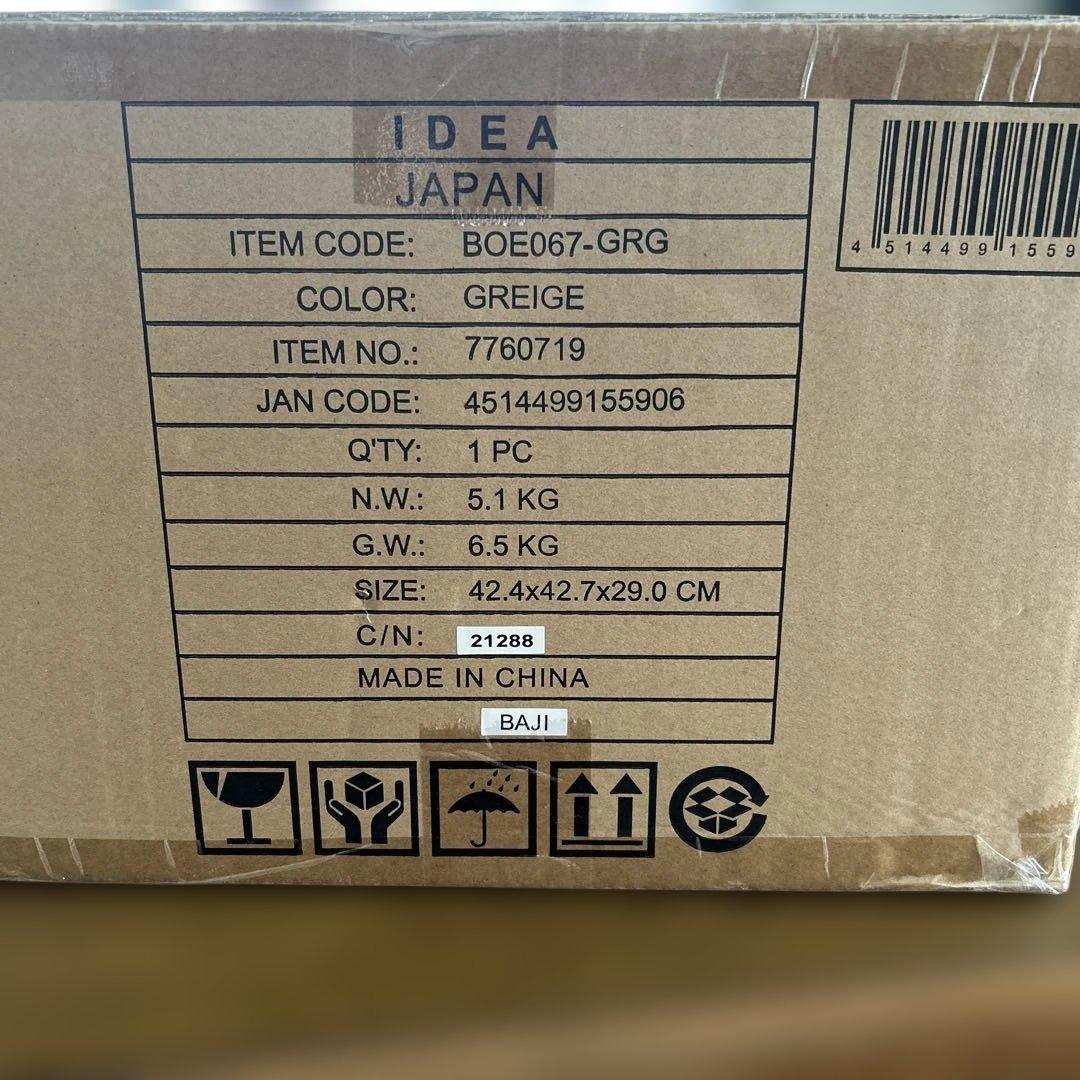 IDEA
JAPAN
ITEM CODE: BOE067-GRG
COLOR: GREIGE
ITEM NO.: 7760719
JAN CODE: 4514499155906
Q'TY: 1 PC
N.W.: 5.1 KG
G.W.: 6.5 KG
SIZE: 42.4x42.7x29.0 CM
C/N: 21288
MADE IN CHINA
BAJI
4 514499 1559